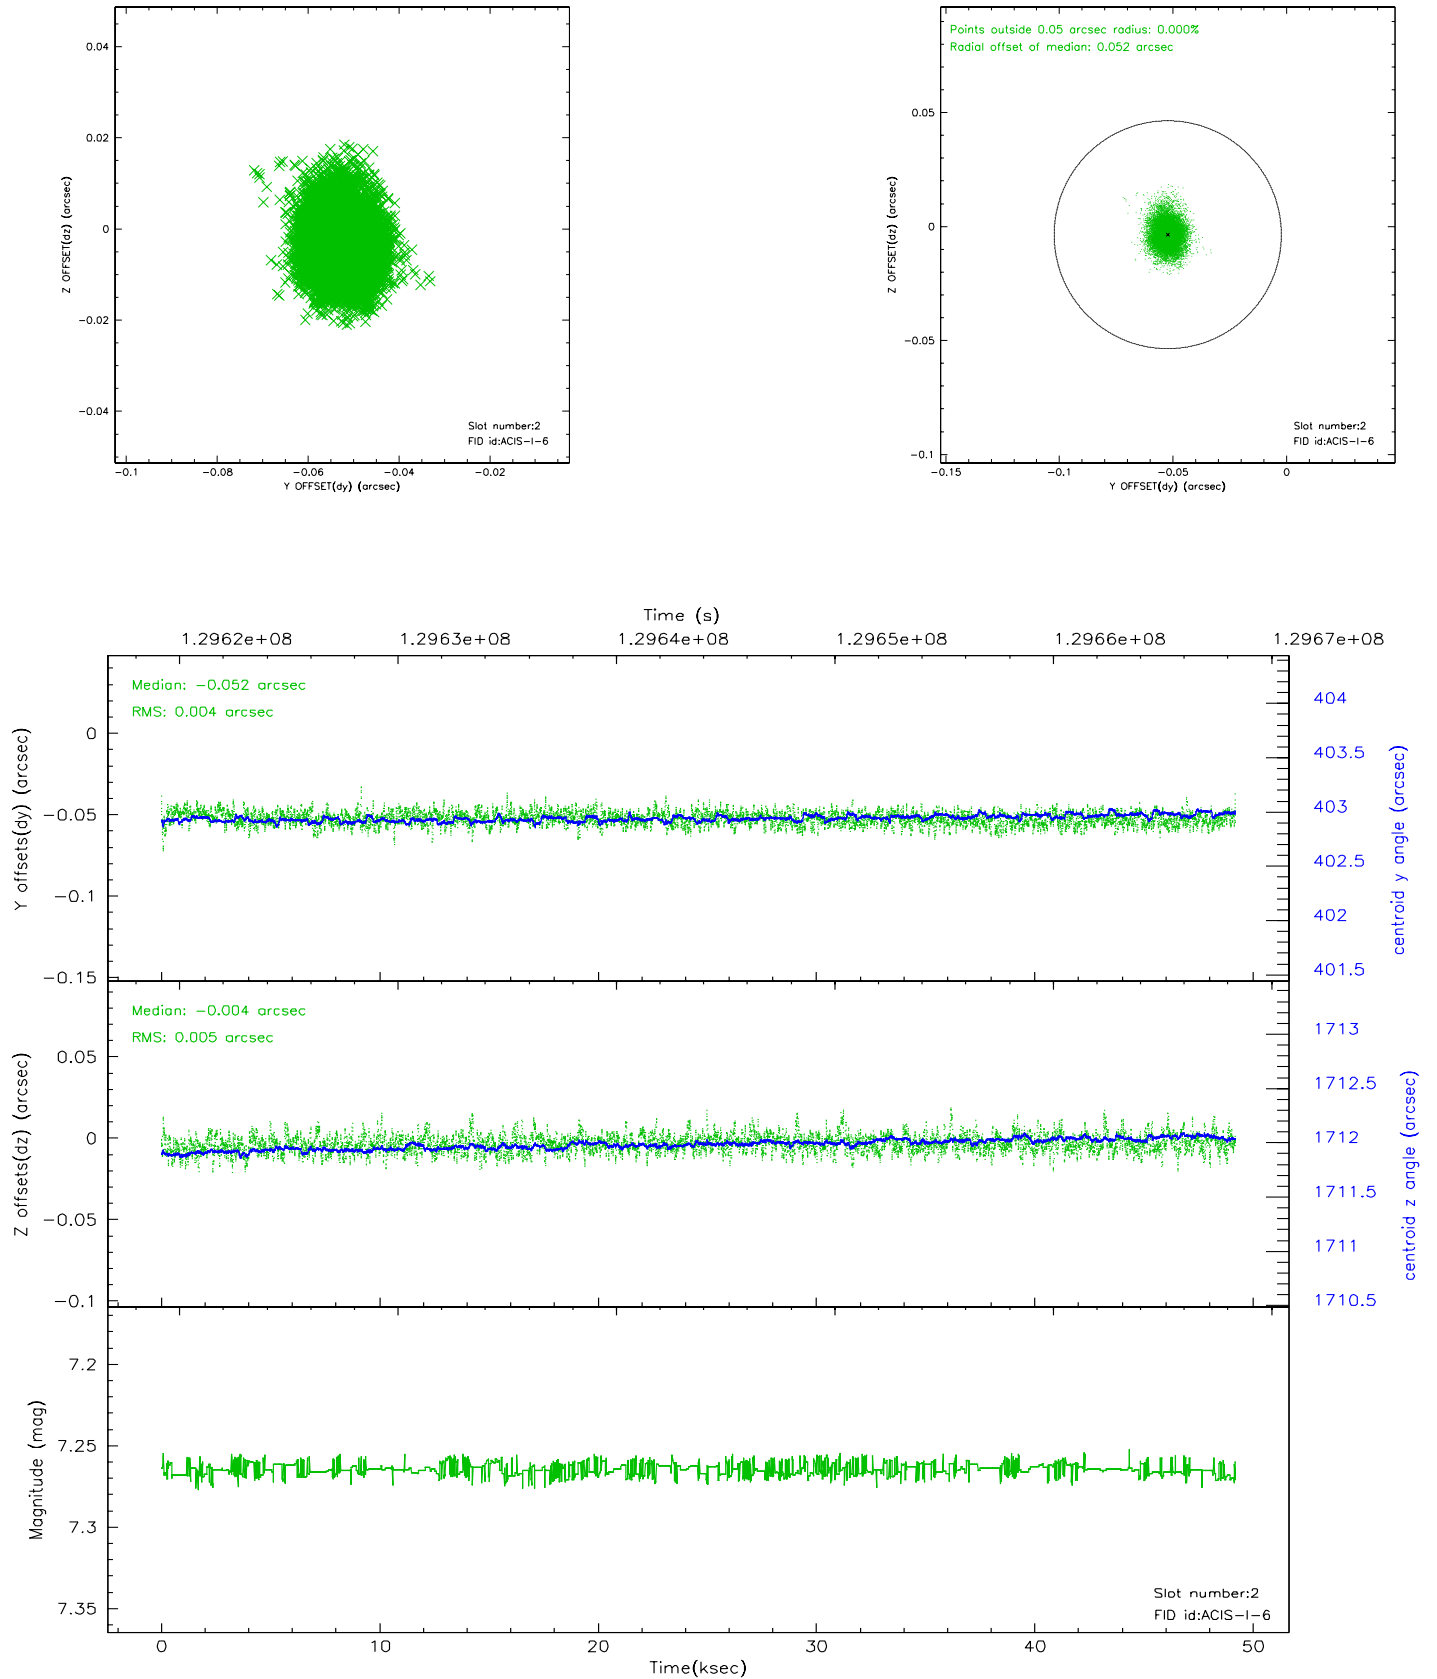 0.04
0.02
0
−0.02
−0.04
Z OFFSET(dz) (arcsec)
Slot number:2
FID id:ACIS−I−6
−0.1
−0.08
−0.06
−0.04
−0.02
Y OFFSET(dy) (arcsec)
Points outside 0.05 arcsec radius: 0.000%
Radial offset of median: 0.052 arcsec
0.05
0
−0.05
−0.1
Z OFFSET(dz) (arcsec)
Slot number:2
FID id:ACIS−I−6
−0.15
−0.1
−0.05
0
Y OFFSET(dy) (arcsec)
Time (s)
1.2962e+08
1.2963e+08
1.2964e+08
1.2965e+08
1.2966e+08
1.2967e+08
Median: −0.052 arcsec
RMS: 0.004 arcsec
0
−0.05
−0.1
−0.15
Y offsets(dy) (arcsec)
404
403.5
403
402.5
402
401.5
centroid y angle (arcsec)
Median: −0.004 arcsec
RMS: 0.005 arcsec
0.05
0
−0.05
−0.1
Z offsets(dz) (arcsec)
1713
1712.5
1712
1711.5
1711
1710.5
centroid z angle (arcsec)
7.2
7.25
7.3
7.35
Magnitude (mag)
Slot number:2
FID id:ACIS−I−6
0
10
20
30
40
50
Time(ksec)